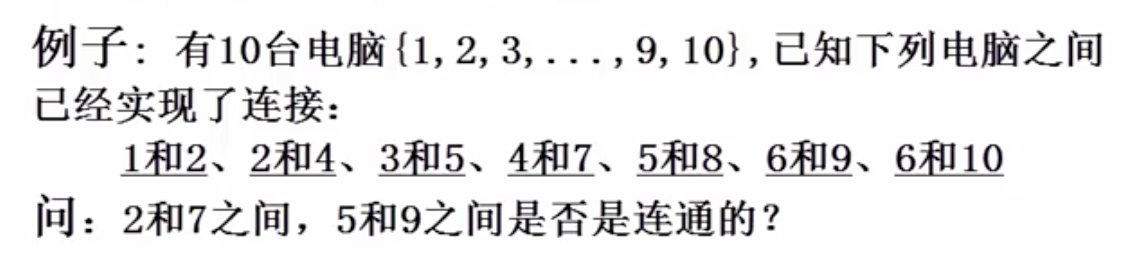 例子：有10台电脑{1,2,3,...,9,10},已知下列电脑之间
已经实现了连接：
1和2、2和4、3和5、4和7、5和8、6和9、6和10
问：2和7之间，5和9之间是否是连通的？